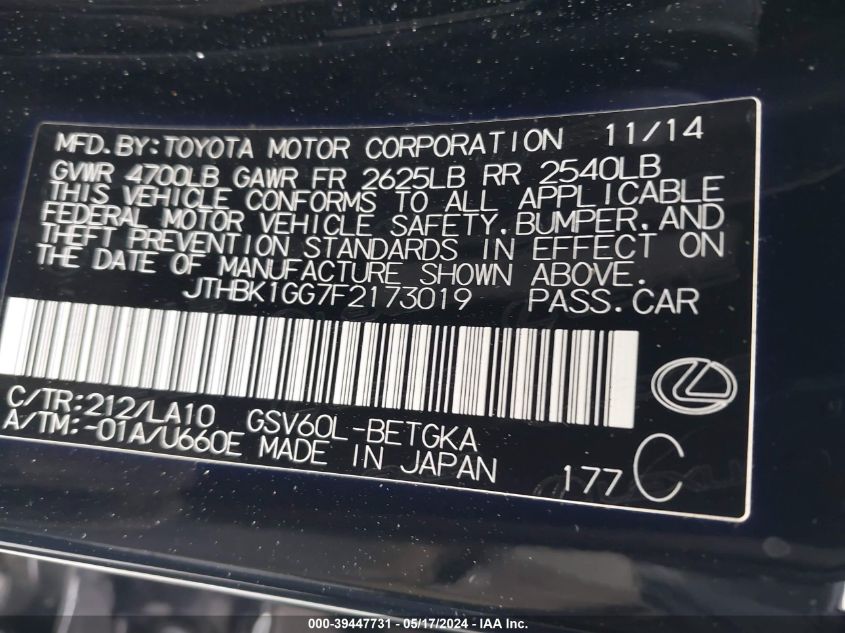 MFD. BY: TOYOTA MOTOR CORPORATION 11/14
GVWR 4700LB GAWR FR 2625LB RR 2540LB
THIS VEHICLE CONFORMS TO ALL APPLICABLE
FEDERAL MOTOR VEHICLE SAFETY, BUMPER, AND
THEFT PREVENTION STANDARDS IN EFFECT ON
THE DATE OF MANUFACTURE SHOWN ABOVE.
JTHBK1GG7F2173019 PASS. CAR
C/TR: 212/LA10 GSV60L-BETGKA
A/TM: -01A/U660E MADE IN JAPAN 177 C
000-39447731 - 05/17/2024 - IAA Inc.